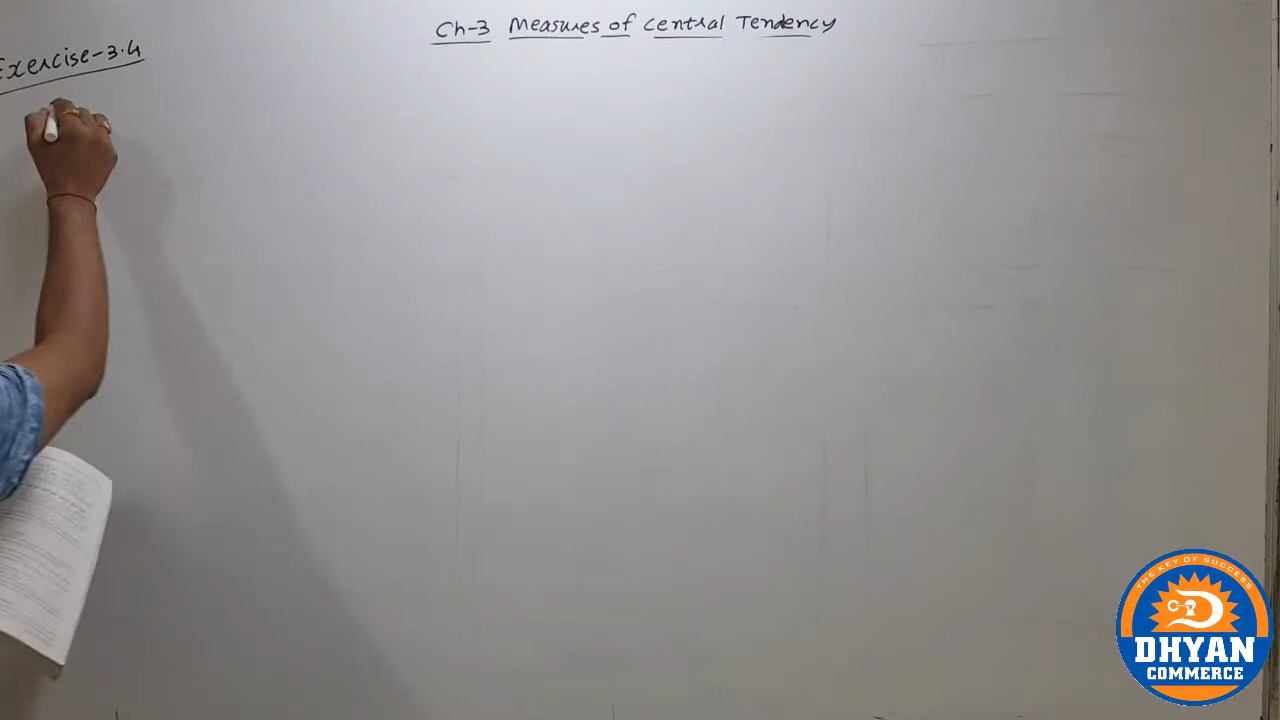 Ch-3 Measures of Central Tendency
Exercise-3.4
THE KEY OF SUCCESS
DHYAN
COMMERCE